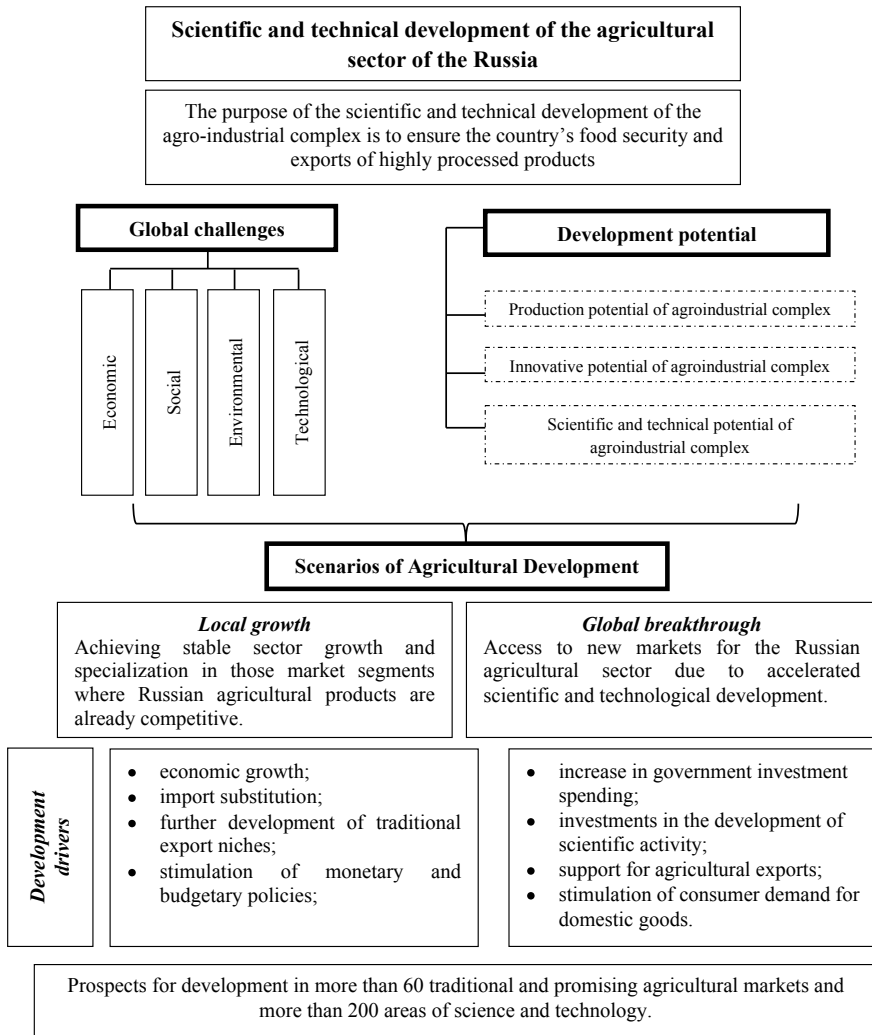 Scientific and technical development of the agricultural
sector of the Russia
The purpose of the scientific and technical development of the
agro-industrial complex is to ensure the country's food security and
exports of highly processed products
Global challenges
Economic
Social
Environmental
Technological
Development potential
Production potential of agroindustrial complex
Innovative potential of agroindustrial complex
Scientific and technical potential of
agroindustrial complex
Scenarios of Agricultural Development
Local growth
Achieving stable sector growth and
specialization in those market segments
where Russian agricultural products are
already competitive.
Global breakthrough
Access to new markets for the Russian
agricultural sector due to accelerated
scientific and technological development.
Development
drivers
• economic growth;
• import substitution;
• further development of traditional
export niches;
• stimulation of monetary and
budgetary policies;
• increase in government investment
spending;
• investments in the development of
scientific activity;
• support for agricultural exports;
• stimulation of consumer demand for
domestic goods.
Prospects for development in more than 60 traditional and promising agricultural markets and
more than 200 areas of science and technology.